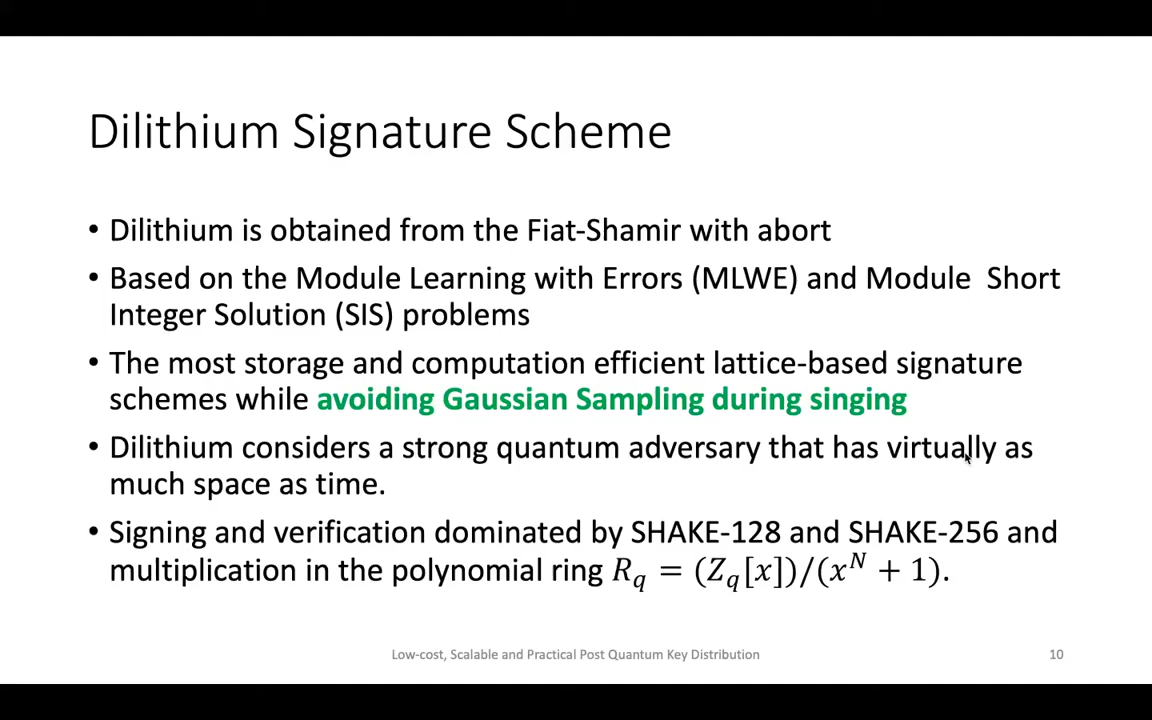 Dilithium Signature Scheme
• Dilithium is obtained from the Fiat-Shamir with abort
• Based on the Module Learning with Errors (MLWE) and Module  Short
Integer Solution (SIS) problems
• The most storage and computation efficient lattice-based signature
schemes while avoiding Gaussian Sampling during singing
• Dilithium considers a strong quantum adversary that has virtually as
much space as time.
• Signing and verification dominated by SHAKE-128 and SHAKE-256 and
multiplication in the polynomial ring $R_q = (Z_q[x])/(x^N + 1)$.
Low-cost, Scalable and Practical Post Quantum Key Distribution
10